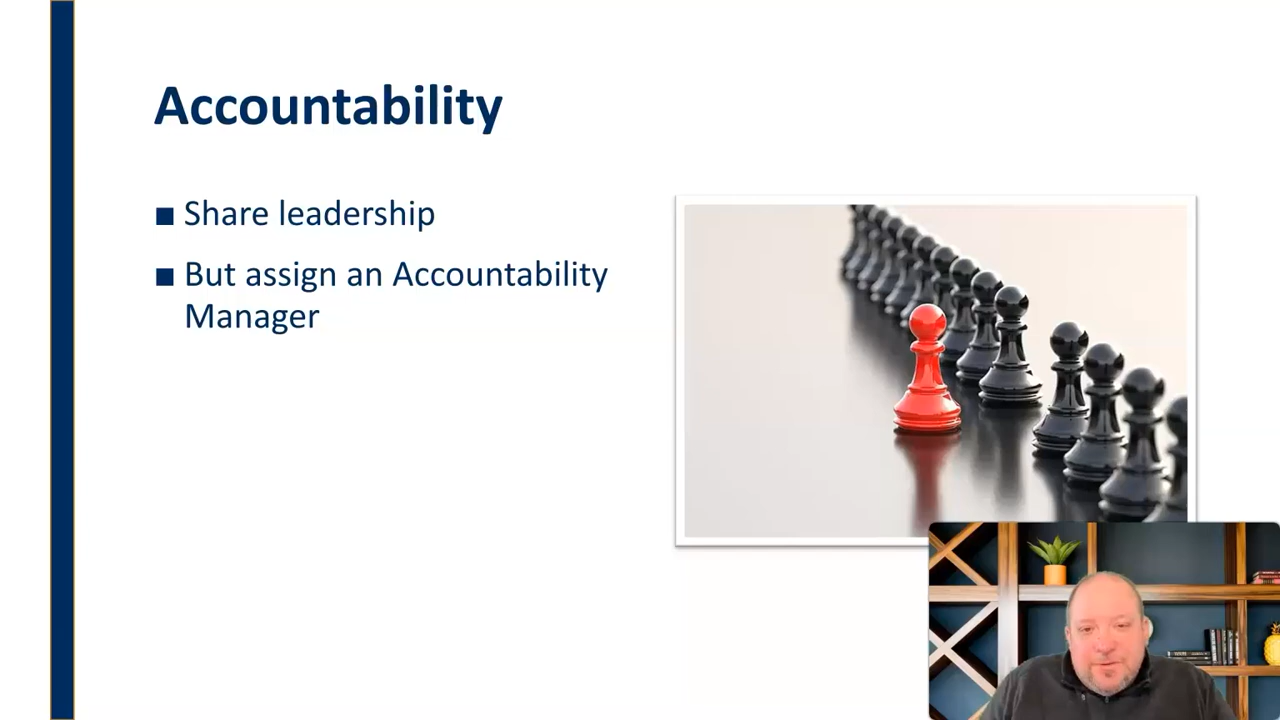 Accountability
■ Share leadership
■ But assign an Accountability
Manager